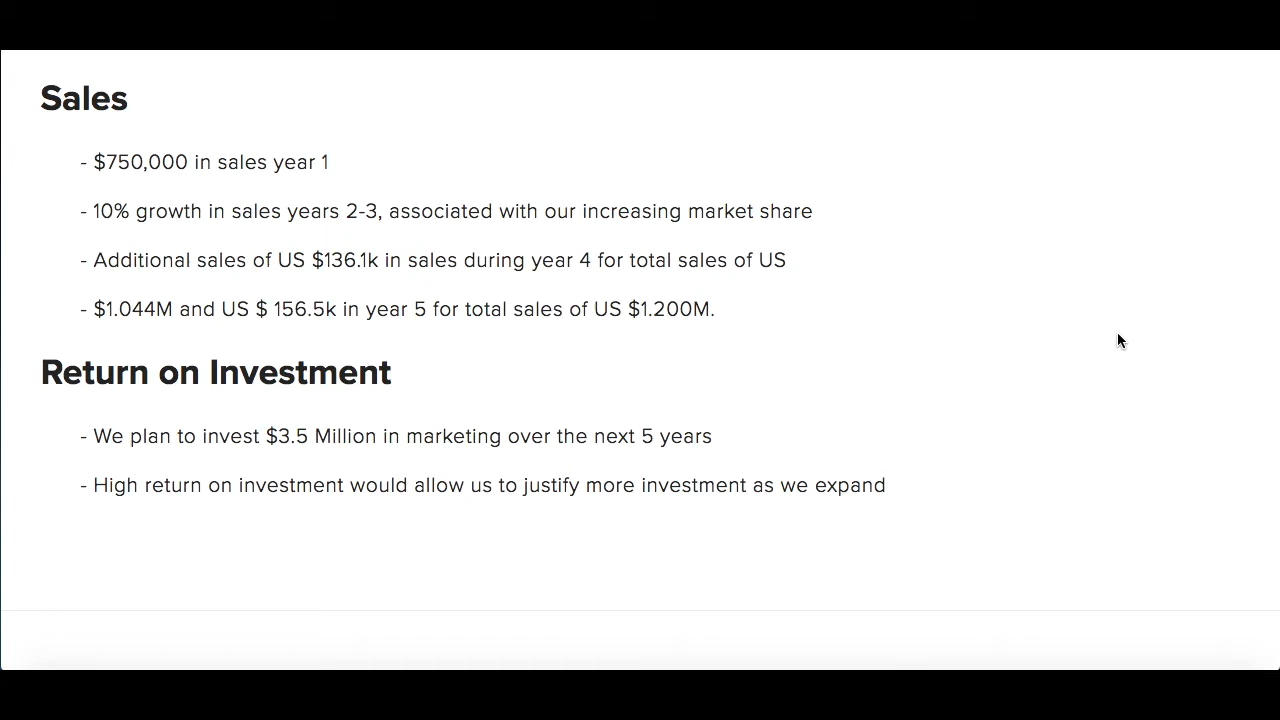 Sales
- $750,000 in sales year 1
- 10% growth in sales years 2-3, associated with our increasing market share
- Additional sales of US $136.1k in sales during year 4 for total sales of US
- $1.044M and US $ 156.5k in year 5 for total sales of US $1.200M.
Return on Investment
- We plan to invest $3.5 Million in marketing over the next 5 years
- High return on investment would allow us to justify more investment as we expand